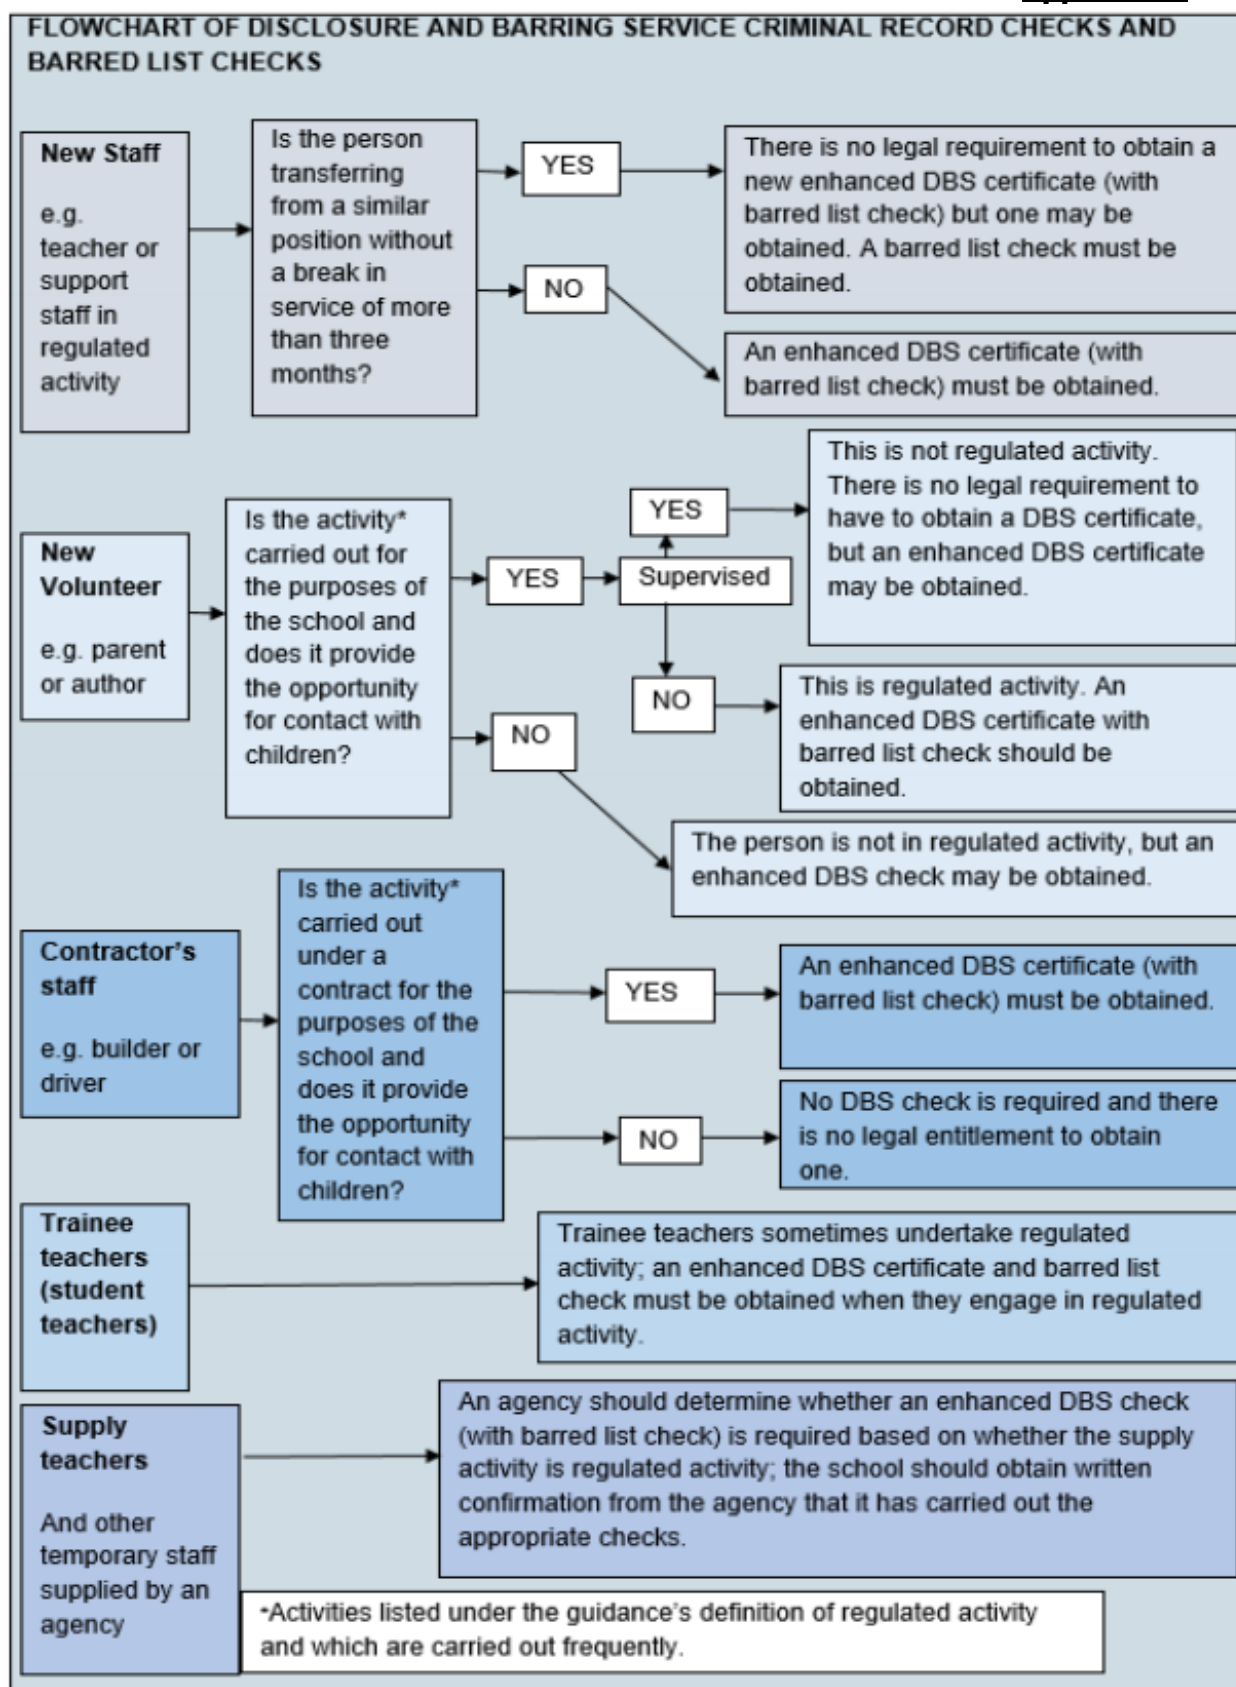 FLOWCHART OF DISCLOSURE AND BARRING SERVICE CRIMINAL RECORD CHECKS AND
BARRED LIST CHECKS
New Staff
e.g.
teacher or
support
staff in
regulated
activity
Is the person
transferring
from a similar
position without
a break in
service of more
than three
months?
YES
NO
There is no legal requirement to obtain a
new enhanced DBS certificate (with
barred list check) but one may be
obtained. A barred list check must be
obtained.
An enhanced DBS certificate (with
barred list check) must be obtained.
New
Volunteer
e.g. parent
or author
Is the activity*
carried out for
the purposes of
the school and
does it provide
the opportunity
for contact with
children?
YES
NO
Supervised
YES
NO
This is not regulated activity.
There is no legal requirement to
have to obtain a DBS certificate,
but an enhanced DBS certificate
may be obtained.
This is regulated activity. An
enhanced DBS certificate with
barred list check should be
obtained.
The person is not in regulated activity, but an
enhanced DBS check may be obtained.
Contractor's
staff
e.g. builder or
driver
Is the activity*
carried out
under a
contract for the
purposes of the
school and
does it provide
the opportunity
for contact with
children?
YES
NO
An enhanced DBS certificate (with
barred list check) must be obtained.
No DBS check is required and there
is no legal entitlement to obtain
one.
Trainee
teachers
(student
teachers)
Trainee teachers sometimes undertake regulated
activity; an enhanced DBS certificate and barred list
check must be obtained when they engage in regulated
activity.
Supply
teachers
And other
temporary staff
supplied by an
agency
An agency should determine whether an enhanced DBS check
(with barred list check) is required based on whether the supply
activity is regulated activity; the school should obtain written
confirmation from the agency that it has carried out the
appropriate checks.
*Activities listed under the guidance's definition of regulated activity
and which are carried out frequently.